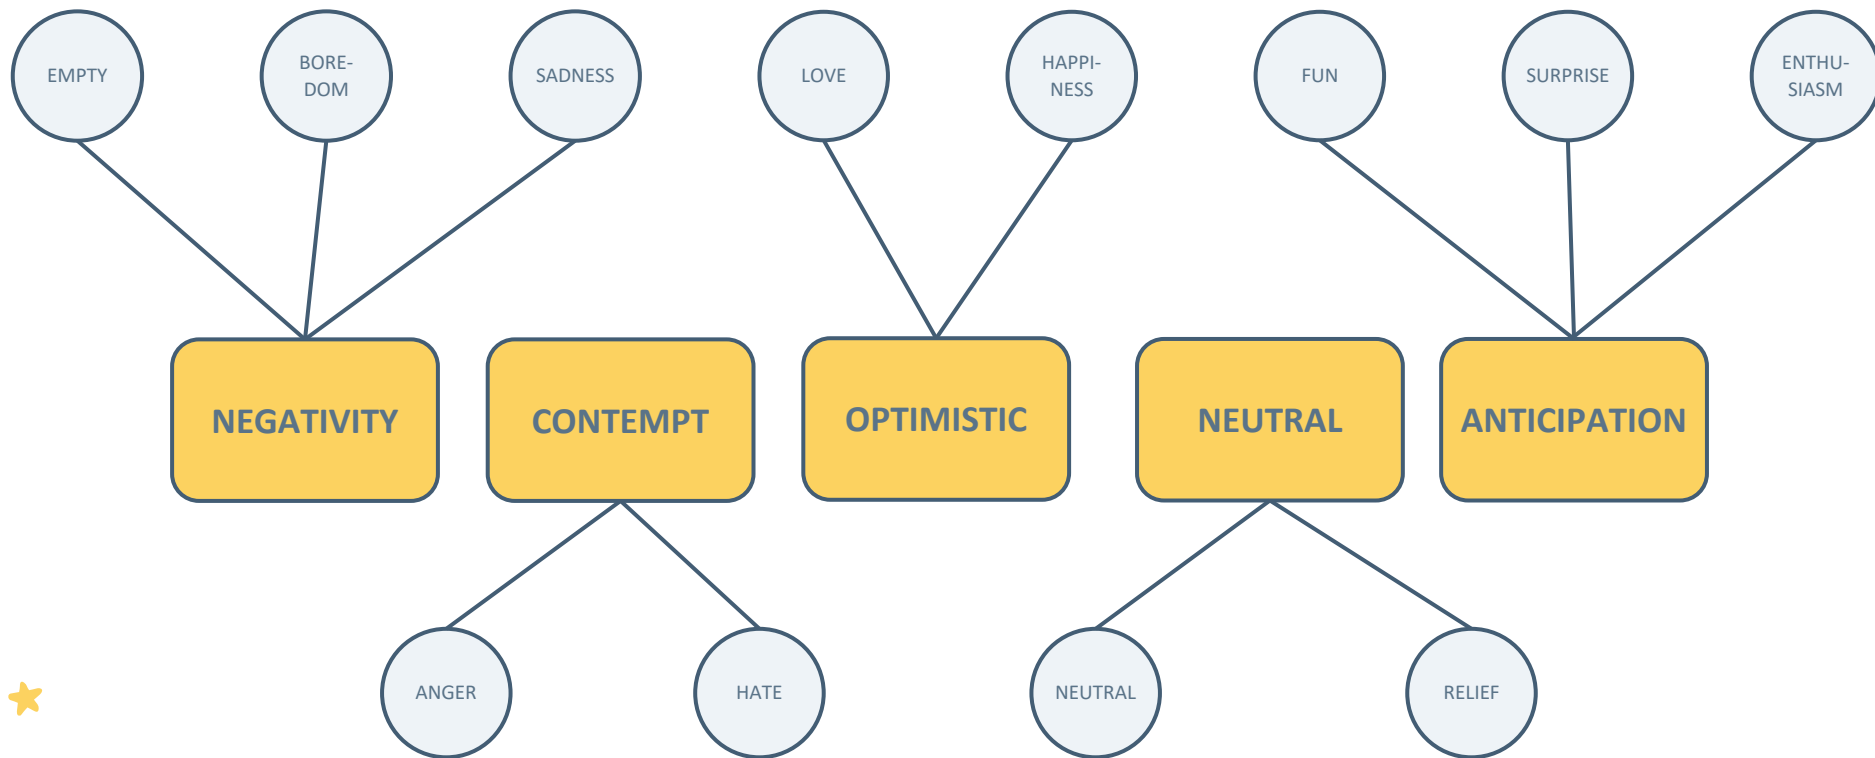 EMPTY
BORE-
DOM
SADNESS
LOVE
HAPPI-
NESS
FUN
SURPRISE
ENTHU-
SIASM
NEGATIVITY
CONTEMPT
OPTIMISTIC
NEUTRAL
ANTICIPATION
ANGER
HATE
NEUTRAL
RELIEF